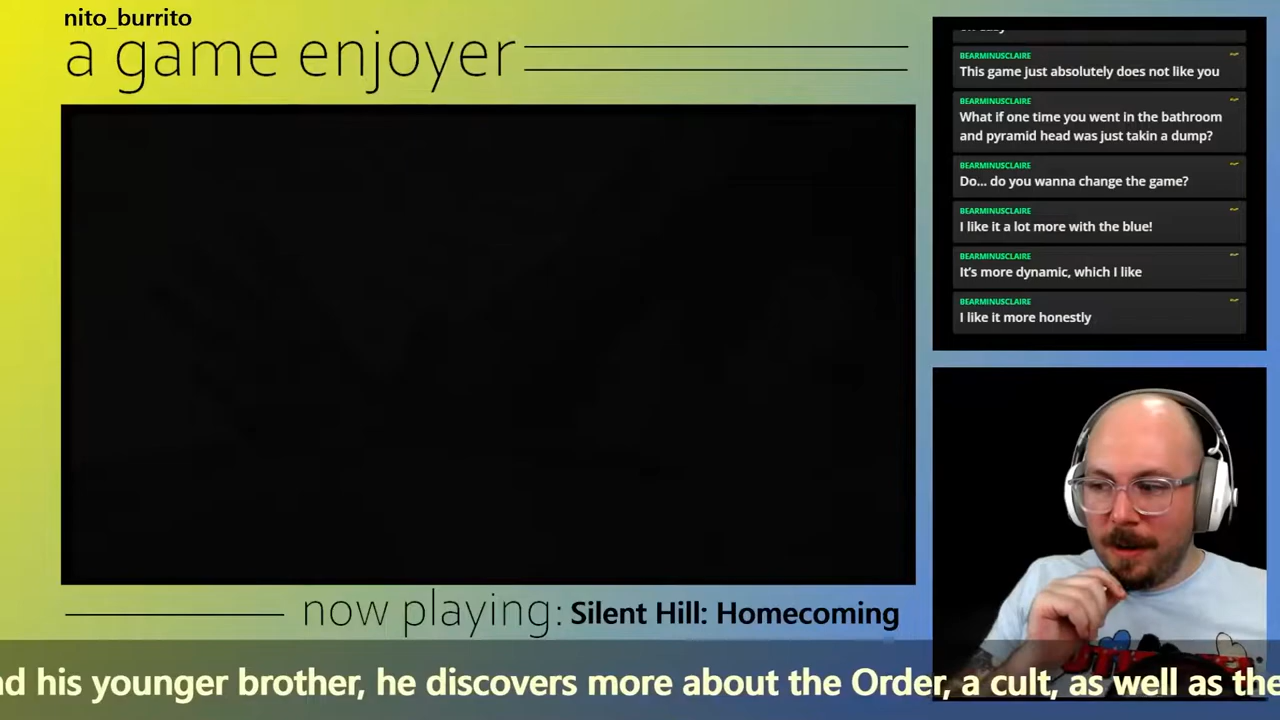 nito_burrito
a game enjoyer
BEARMINUSCLAIRE
This game just absolutely does not like you
BEARMINUSCLAIRE
What if one time you went in the bathroom
and pyramid head was just takin a dump?
BEARMINUSCLAIRE
Do... do you wanna change the game?
BEARMINUSCLAIRE
I like it a lot more with the blue!
BEARMINUSCLAIRE
It's more dynamic, which I like
BEARMINUSCLAIRE
I like it more honestly
now playing: Silent Hill: Homecoming
nd his younger brother, he discovers more about the Order, a cult, as well as the